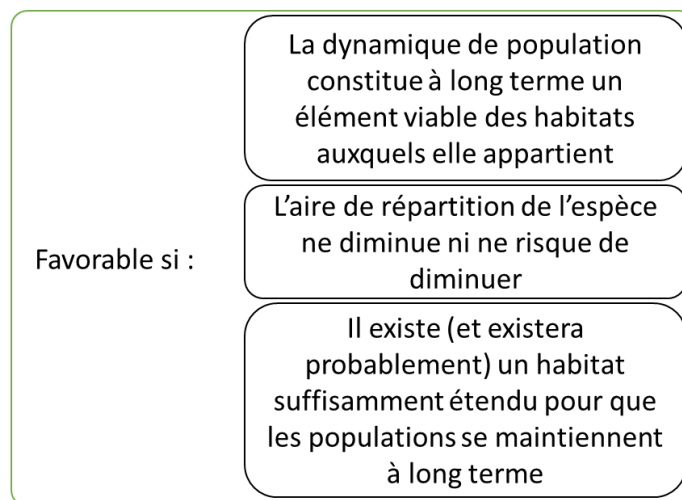 La dynamique de population
constitue à long terme un
élément viable des habitats
auxquels elle appartient
L’aire de répartition de l’espèce
ne diminue ni ne risque de
diminuer
Favorable si :
Il existe (et existera
probablement) un habitat
suffisamment étendu pour que
les populations se maintiennent
à long terme